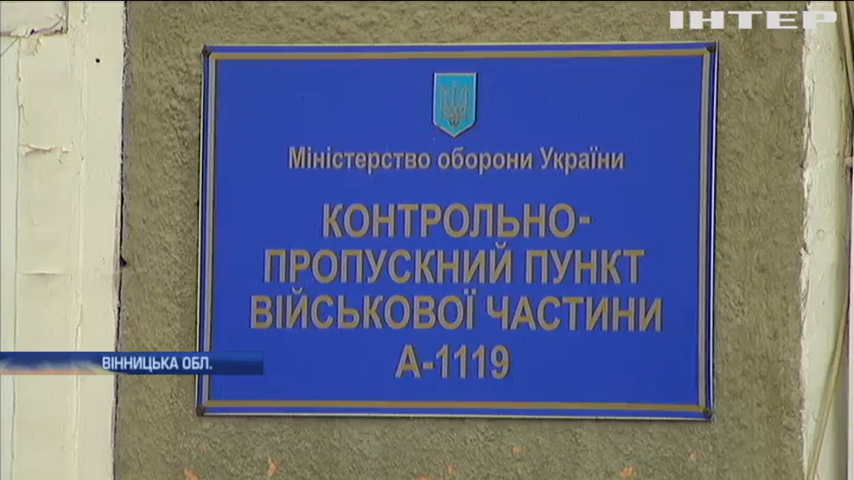 ІНТЕР
Міністерство оборони України
КОНТРОЛЬНО-
ПРОПУСКНИЙ ПУНКТ
ВІЙСЬКОВОЇ ЧАСТИНИ
А-1119
ВІННИЦЬКА ОБЛ.